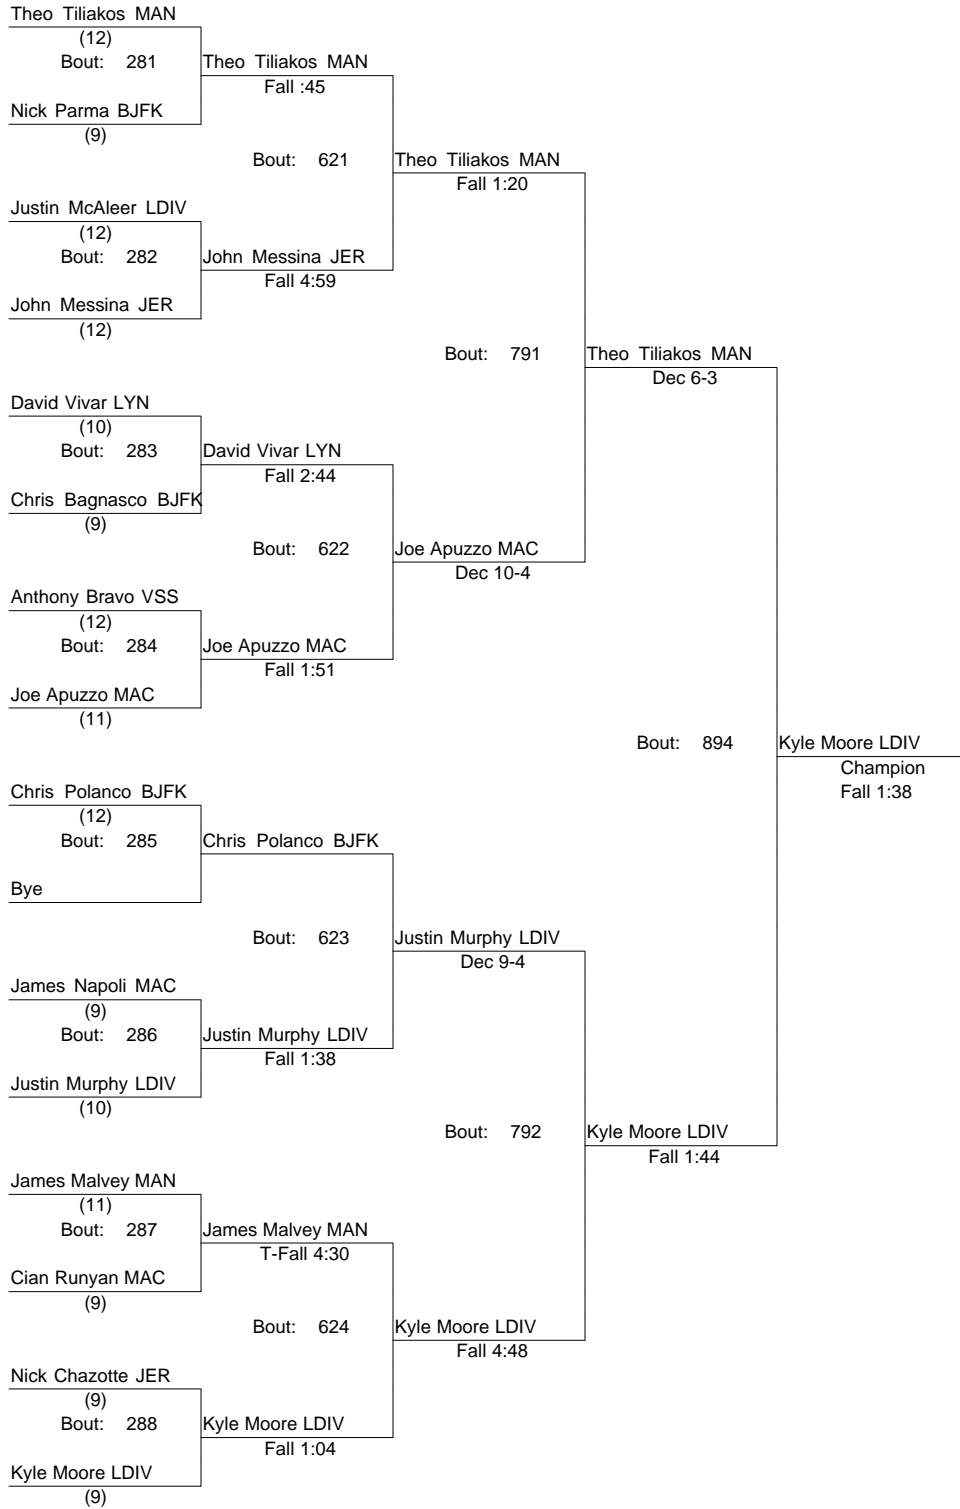 Theo Tiliakos MAN
(12)
Bout: 281
Theo Tiliakos MAN
Fall :45
Nick Parma BJFK
(9)
Bout: 621
Theo Tiliakos MAN
Fall 1:20
Justin McAleer LDIV
(12)
Bout: 282
John Messina JER
Fall 4:59
John Messina JER
(12)
Bout: 791
Theo Tiliakos MAN
Dec 6-3
David Vivar LYN
(10)
Bout: 283
David Vivar LYN
Fall 2:44
Chris Bagnasco BJFK
(9)
Bout: 622
Joe Apuzzo MAC
Dec 10-4
Anthony Bravo VSS
(12)
Bout: 284
Joe Apuzzo MAC
Fall 1:51
Joe Apuzzo MAC
(11)
Bout: 894
Kyle Moore LDIV
Champion
Fall 1:38
Chris Polanco BJFK
(12)
Bout: 285
Chris Polanco BJFK
Bye
Bout: 623
Justin Murphy LDIV
Dec 9-4
James Napoli MAC
(9)
Bout: 286
Justin Murphy LDIV
Fall 1:38
Justin Murphy LDIV
(10)
Bout: 792
Kyle Moore LDIV
Fall 1:44
James Malvey MAN
(11)
Bout: 287
James Malvey MAN
T-Fall 4:30
Cian Runyan MAC
(9)
Bout: 624
Kyle Moore LDIV
Fall 4:48
Nick Chazotte JER
(9)
Bout: 288
Kyle Moore LDIV
Fall 1:04
Kyle Moore LDIV
(9)